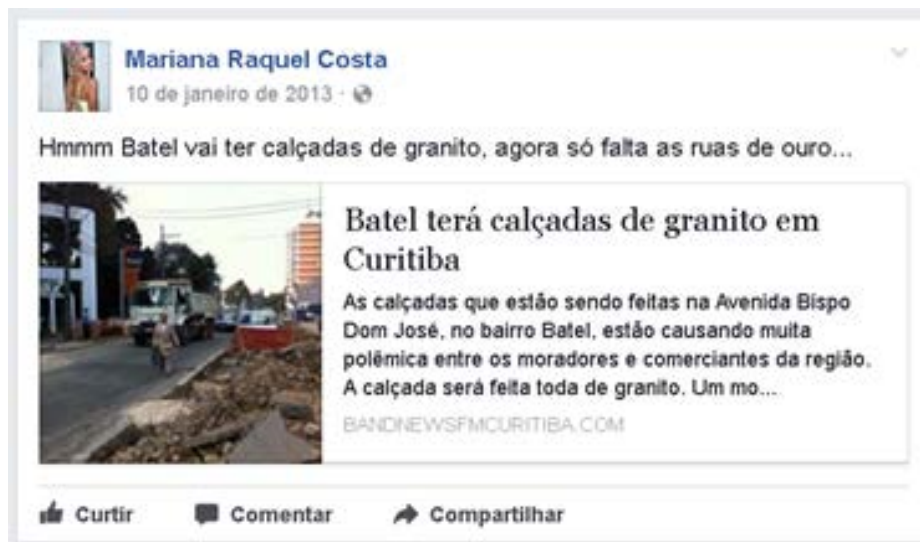 Mariana Raquel Costa
10 de janeiro de 2013 ·
Hmmm Batel vai ter calçadas de granito, agora só falta as ruas de ouro...
Batel terá calçadas de granito em
Curitiba
As calçadas que estão sendo feitas na Avenida Bispo
Dom José, no bairro Batel, estão causando muita
polêmica entre os moradores e comerciantes da região.
A calçada será feita toda de granito. Um mo...
BANDNEWSFMCURITIBA.COM
Curtir Comentar Compartilhar